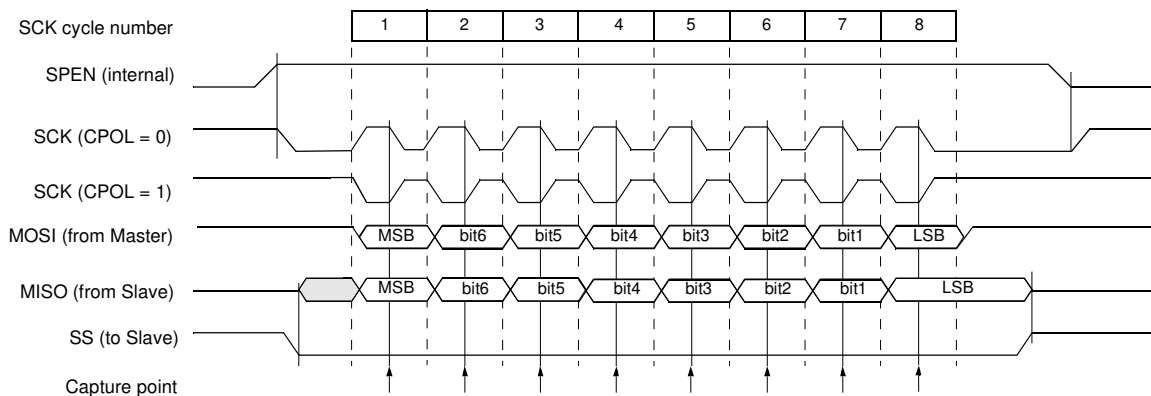 SCK cycle number 1 2 3 4 5 6 7 8
SPEN (internal)
SCK (CPOL = 0)
SCK (CPOL = 1)
MOSI (from Master) MSB bit6 bit5 bit4 bit3 bit2 bit1 LSB
MISO (from Slave) MSB bit6 bit5 bit4 bit3 bit2 bit1 LSB
SS (to Slave)
Capture point